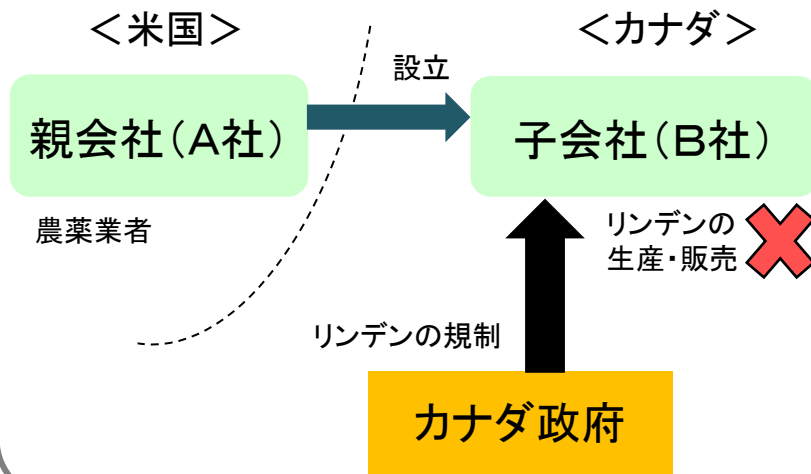 ＜米国＞
＜カナダ＞
設立
親会社（Ａ社）
子会社（Ｂ社）
農薬業者
リンデンの
生産・販売
リンデンの規制
カナダ政府